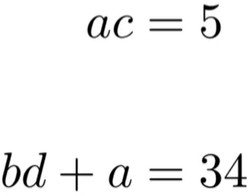 ac = 5
bd + a = 34